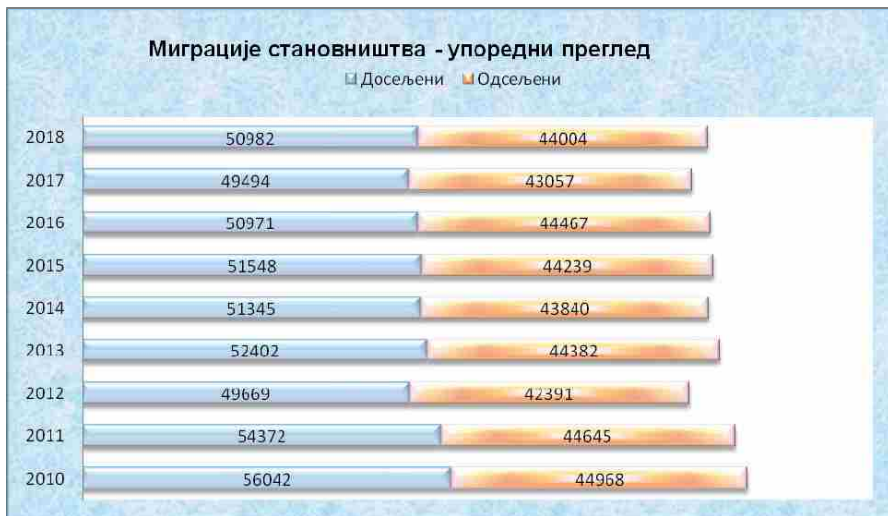 Миграције становништва - упоредни преглед
Досељени Одсељени
2018 50982 44004
2017 49494 43057
2016 50971 44467
2015 51548 44239
2014 51345 43840
2013 52402 44382
2012 49669 42391
2011 54372 44645
2010 56042 44968